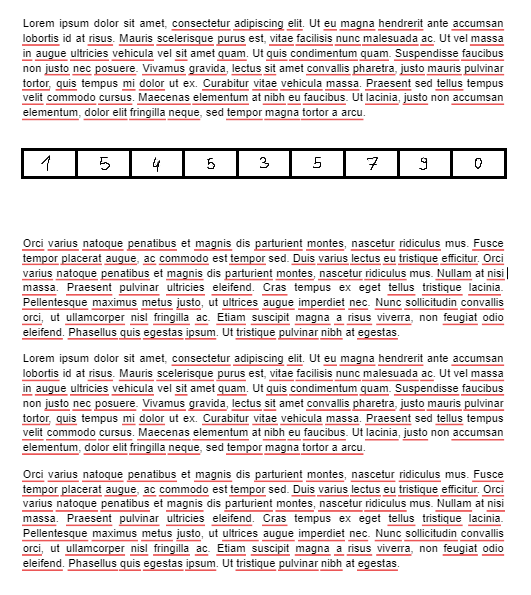 Lorem ipsum dolor sit amet, consectetur adipiscing elit. Ut eu magna hendrerit ante accumsan
lobortis id at risus. Mauris scelerisque purus est, vitae facilisis nunc malesuada ac. Ut vel massa
in augue ultricies vehicula vel sit amet quam. Ut quis condimentum quam. Suspendisse faucibus
non justo nec posuere. Vivamus gravida, lectus sit amet convallis pharetra, justo mauris pulvinar
tortor, quis tempus mi dolor ut ex. Curabitur vitae vehicula massa. Praesent sed tellus tempus
velit commodo cursus. Maecenas elementum at nibh eu faucibus. Ut lacinia, justo non accumsan
elementum, dolor elit fringilla neque, sed tempor magna tortor a arcu.
1 5 4 5 3 5 7 9 0
Orci varius natoque penatibus et magnis dis parturient montes, nascetur ridiculus mus. Fusce
tempor placerat augue, ac commodo est tempor sed. Duis varius lectus eu tristique efficitur. Orci
varius natoque penatibus et magnis dis parturient montes, nascetur ridiculus mus. Nullam at nisi
massa. Praesent pulvinar ultricies eleifend. Cras tempus ex eget tellus tristique lacinia.
Pellentesque maximus metus justo, ut ultrices augue imperdiet nec. Nunc sollicitudin convallis
orci, ut ullamcorper nisl fringilla ac. Etiam suscipit magna a risus viverra, non feugiat odio
eleifend. Phasellus quis egestas ipsum. Ut tristique pulvinar nibh at egestas.
Lorem ipsum dolor sit amet, consectetur adipiscing elit. Ut eu magna hendrerit ante accumsan
lobortis id at risus. Mauris scelerisque purus est, vitae facilisis nunc malesuada ac. Ut vel massa
in augue ultricies vehicula vel sit amet quam. Ut quis condimentum quam. Suspendisse faucibus
non justo nec posuere. Vivamus gravida, lectus sit amet convallis pharetra, justo mauris pulvinar
tortor, quis tempus mi dolor ut ex. Curabitur vitae vehicula massa. Praesent sed tellus tempus
velit commodo cursus. Maecenas elementum at nibh eu faucibus. Ut lacinia, justo non accumsan
elementum, dolor elit fringilla neque, sed tempor magna tortor a arcu.
Orci varius natoque penatibus et magnis dis parturient montes, nascetur ridiculus mus. Fusce
tempor placerat augue, ac commodo est tempor sed. Duis varius lectus eu tristique efficitur. Orci
varius natoque penatibus et magnis dis parturient montes, nascetur ridiculus mus. Nullam at nisi
massa. Praesent pulvinar ultricies eleifend. Cras tempus ex eget tellus tristique lacinia.
Pellentesque maximus metus justo, ut ultrices augue imperdiet nec. Nunc sollicitudin convallis
orci, ut ullamcorper nisl fringilla ac. Etiam suscipit magna a risus viverra, non feugiat odio
eleifend. Phasellus quis egestas ipsum. Ut tristique pulvinar nibh at egestas.